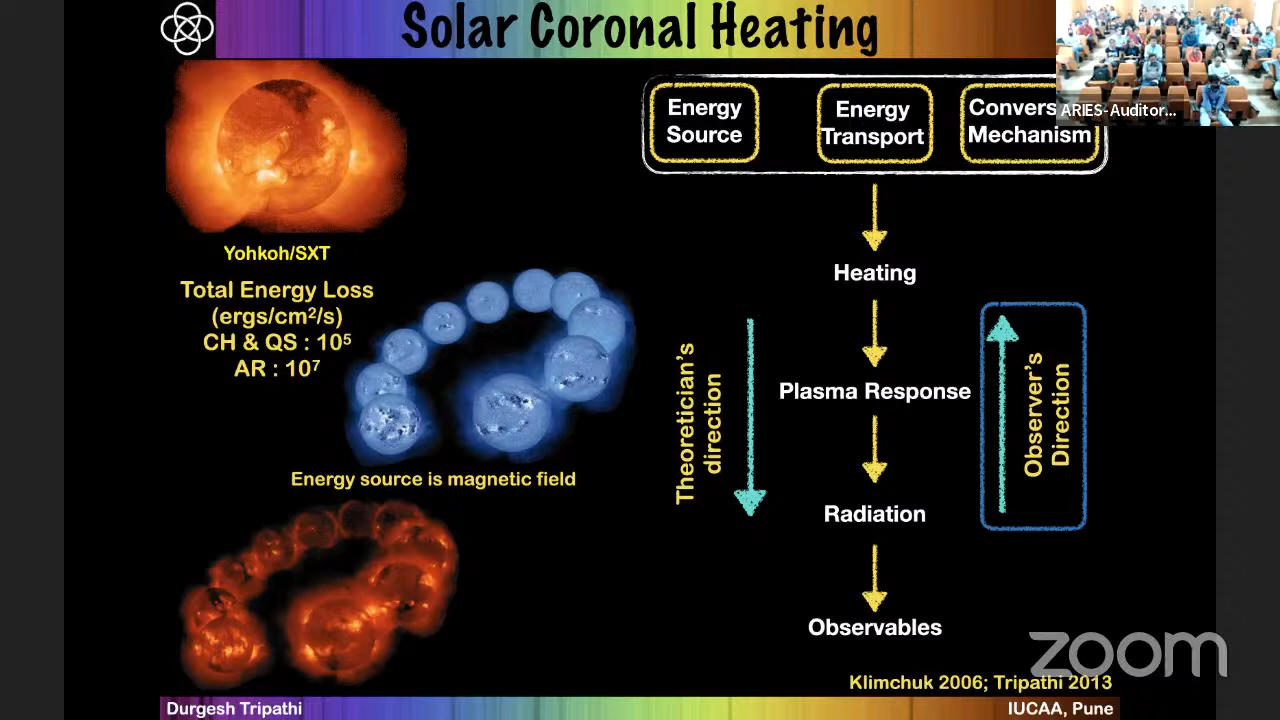 Solar Coronal Heating
ARIES-Auditor...
Energy
Source
Energy
Transport
Mechanism
Yohkoh/SXT
Total Energy Loss
(ergs/cm²/s)
CH & QS : 10⁵
AR : 10⁷
Energy source is magnetic field
Heating
Plasma Response
Radiation
Observables
Theoretician's
direction
Observer's
Direction
zoom
Klimchuk 2006; Tripathi 2013
Durgesh Tripathi
IUCAA, Pune